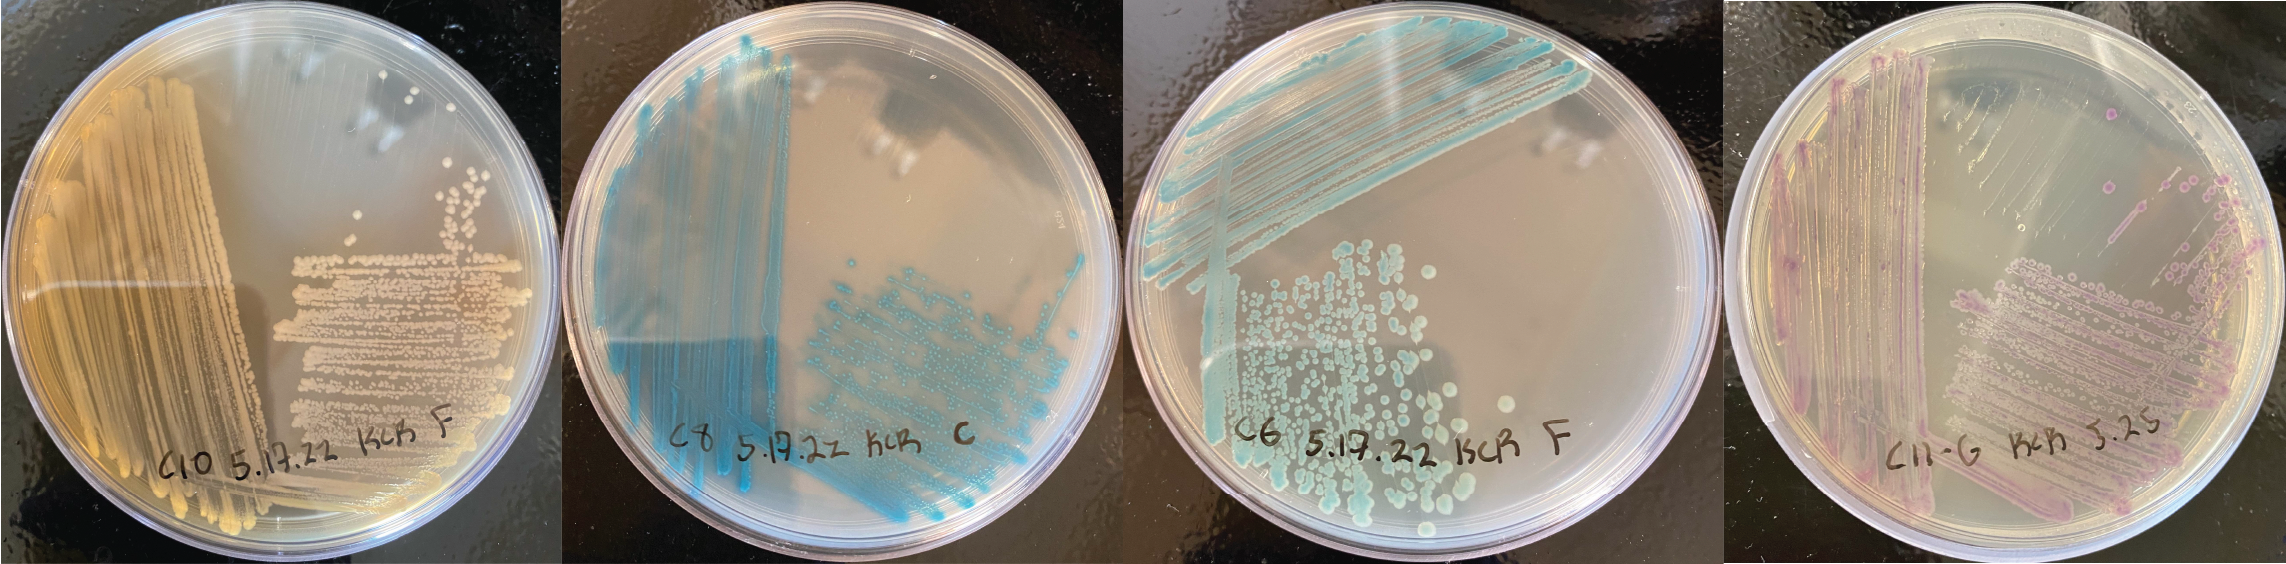 C10 5.17.22 KCR F
C8 5.17.22 KCR C
C6 5.17.22 KCR F
C11-G KCR 5.25